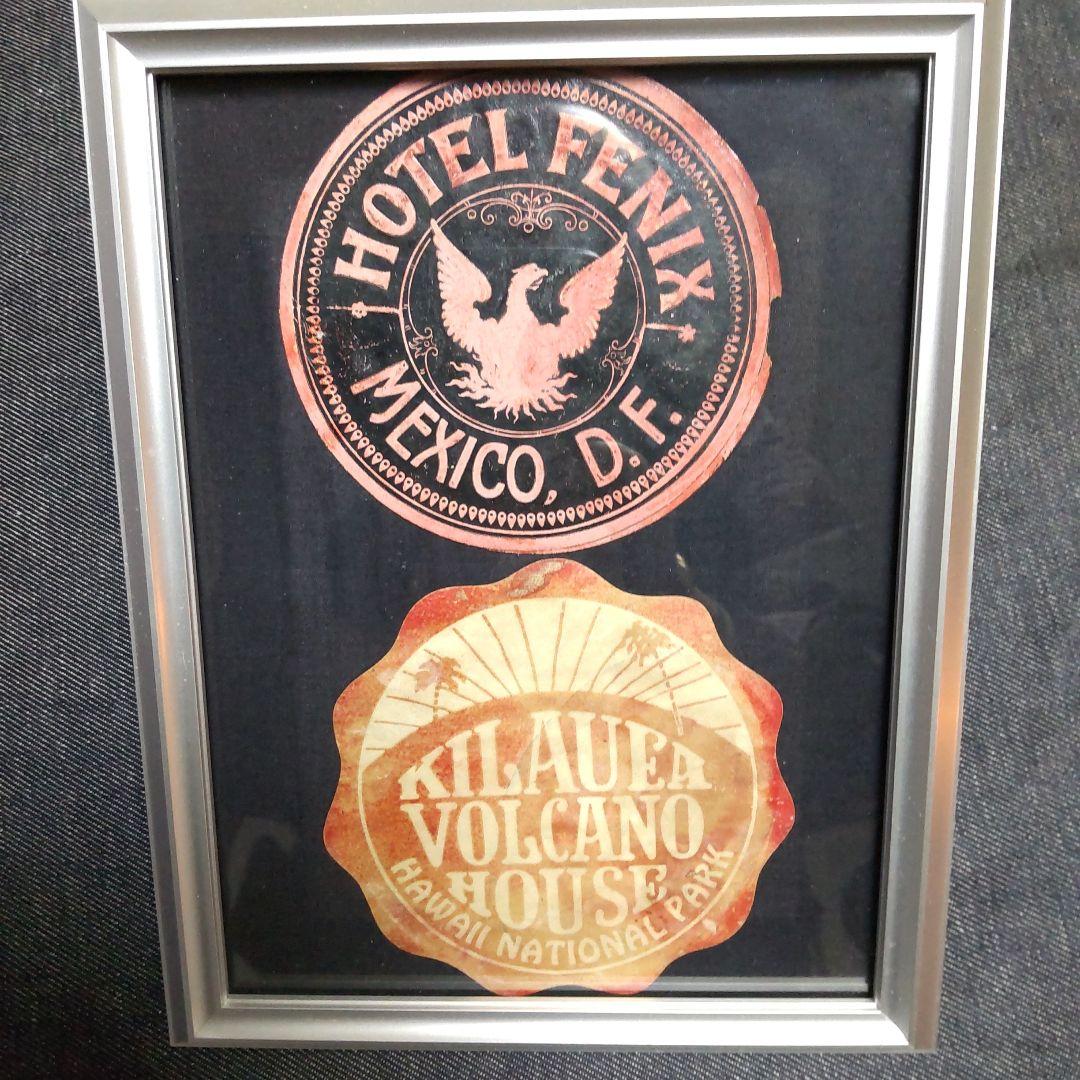 HOTEL FENIX
MEXICO, D.F.
KILAUEA
VOLCANO
HOUSE
HAWAII NATIONAL PARK